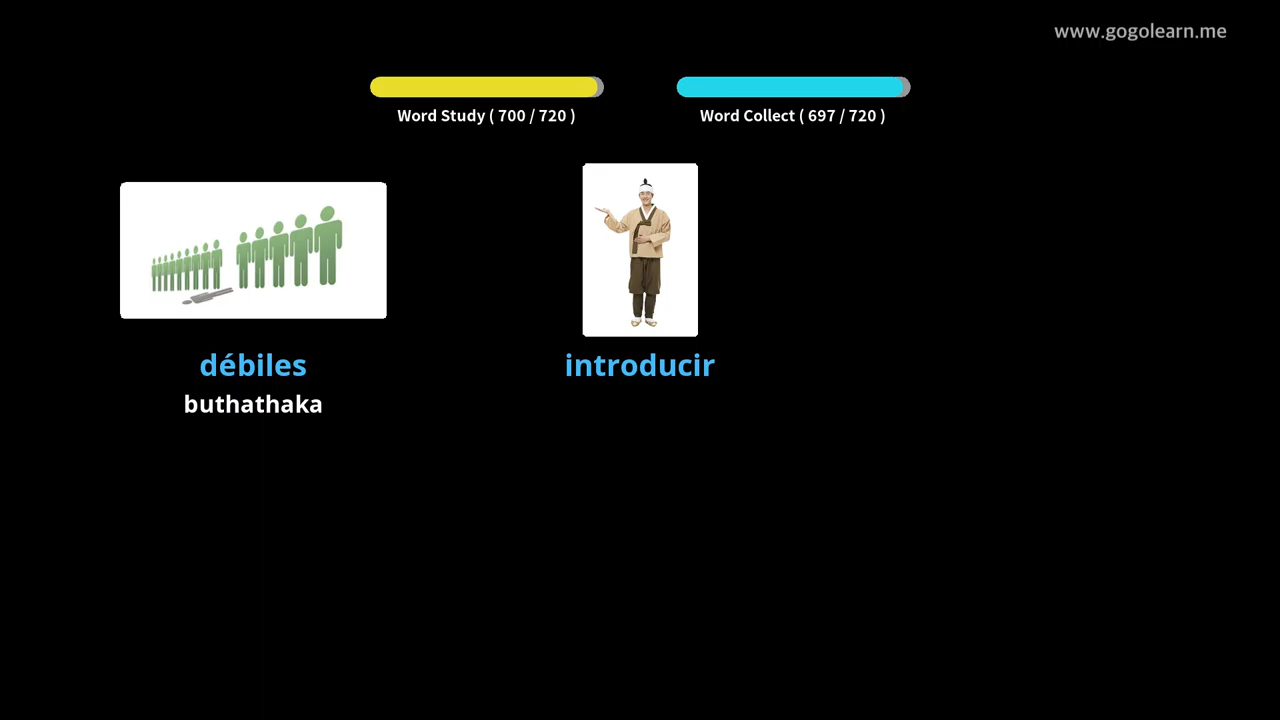 www.gogolearn.me
Word Study ( 700 / 720 )
Word Collect ( 697 / 720 )
débiles
buthathaka
introducir